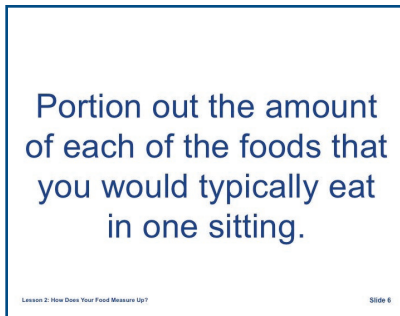 Portion out the amount
of each of the foods that
you would typically eat
in one sitting.
Lesson 2: How Does Your Food Measure Up?
Slide 6